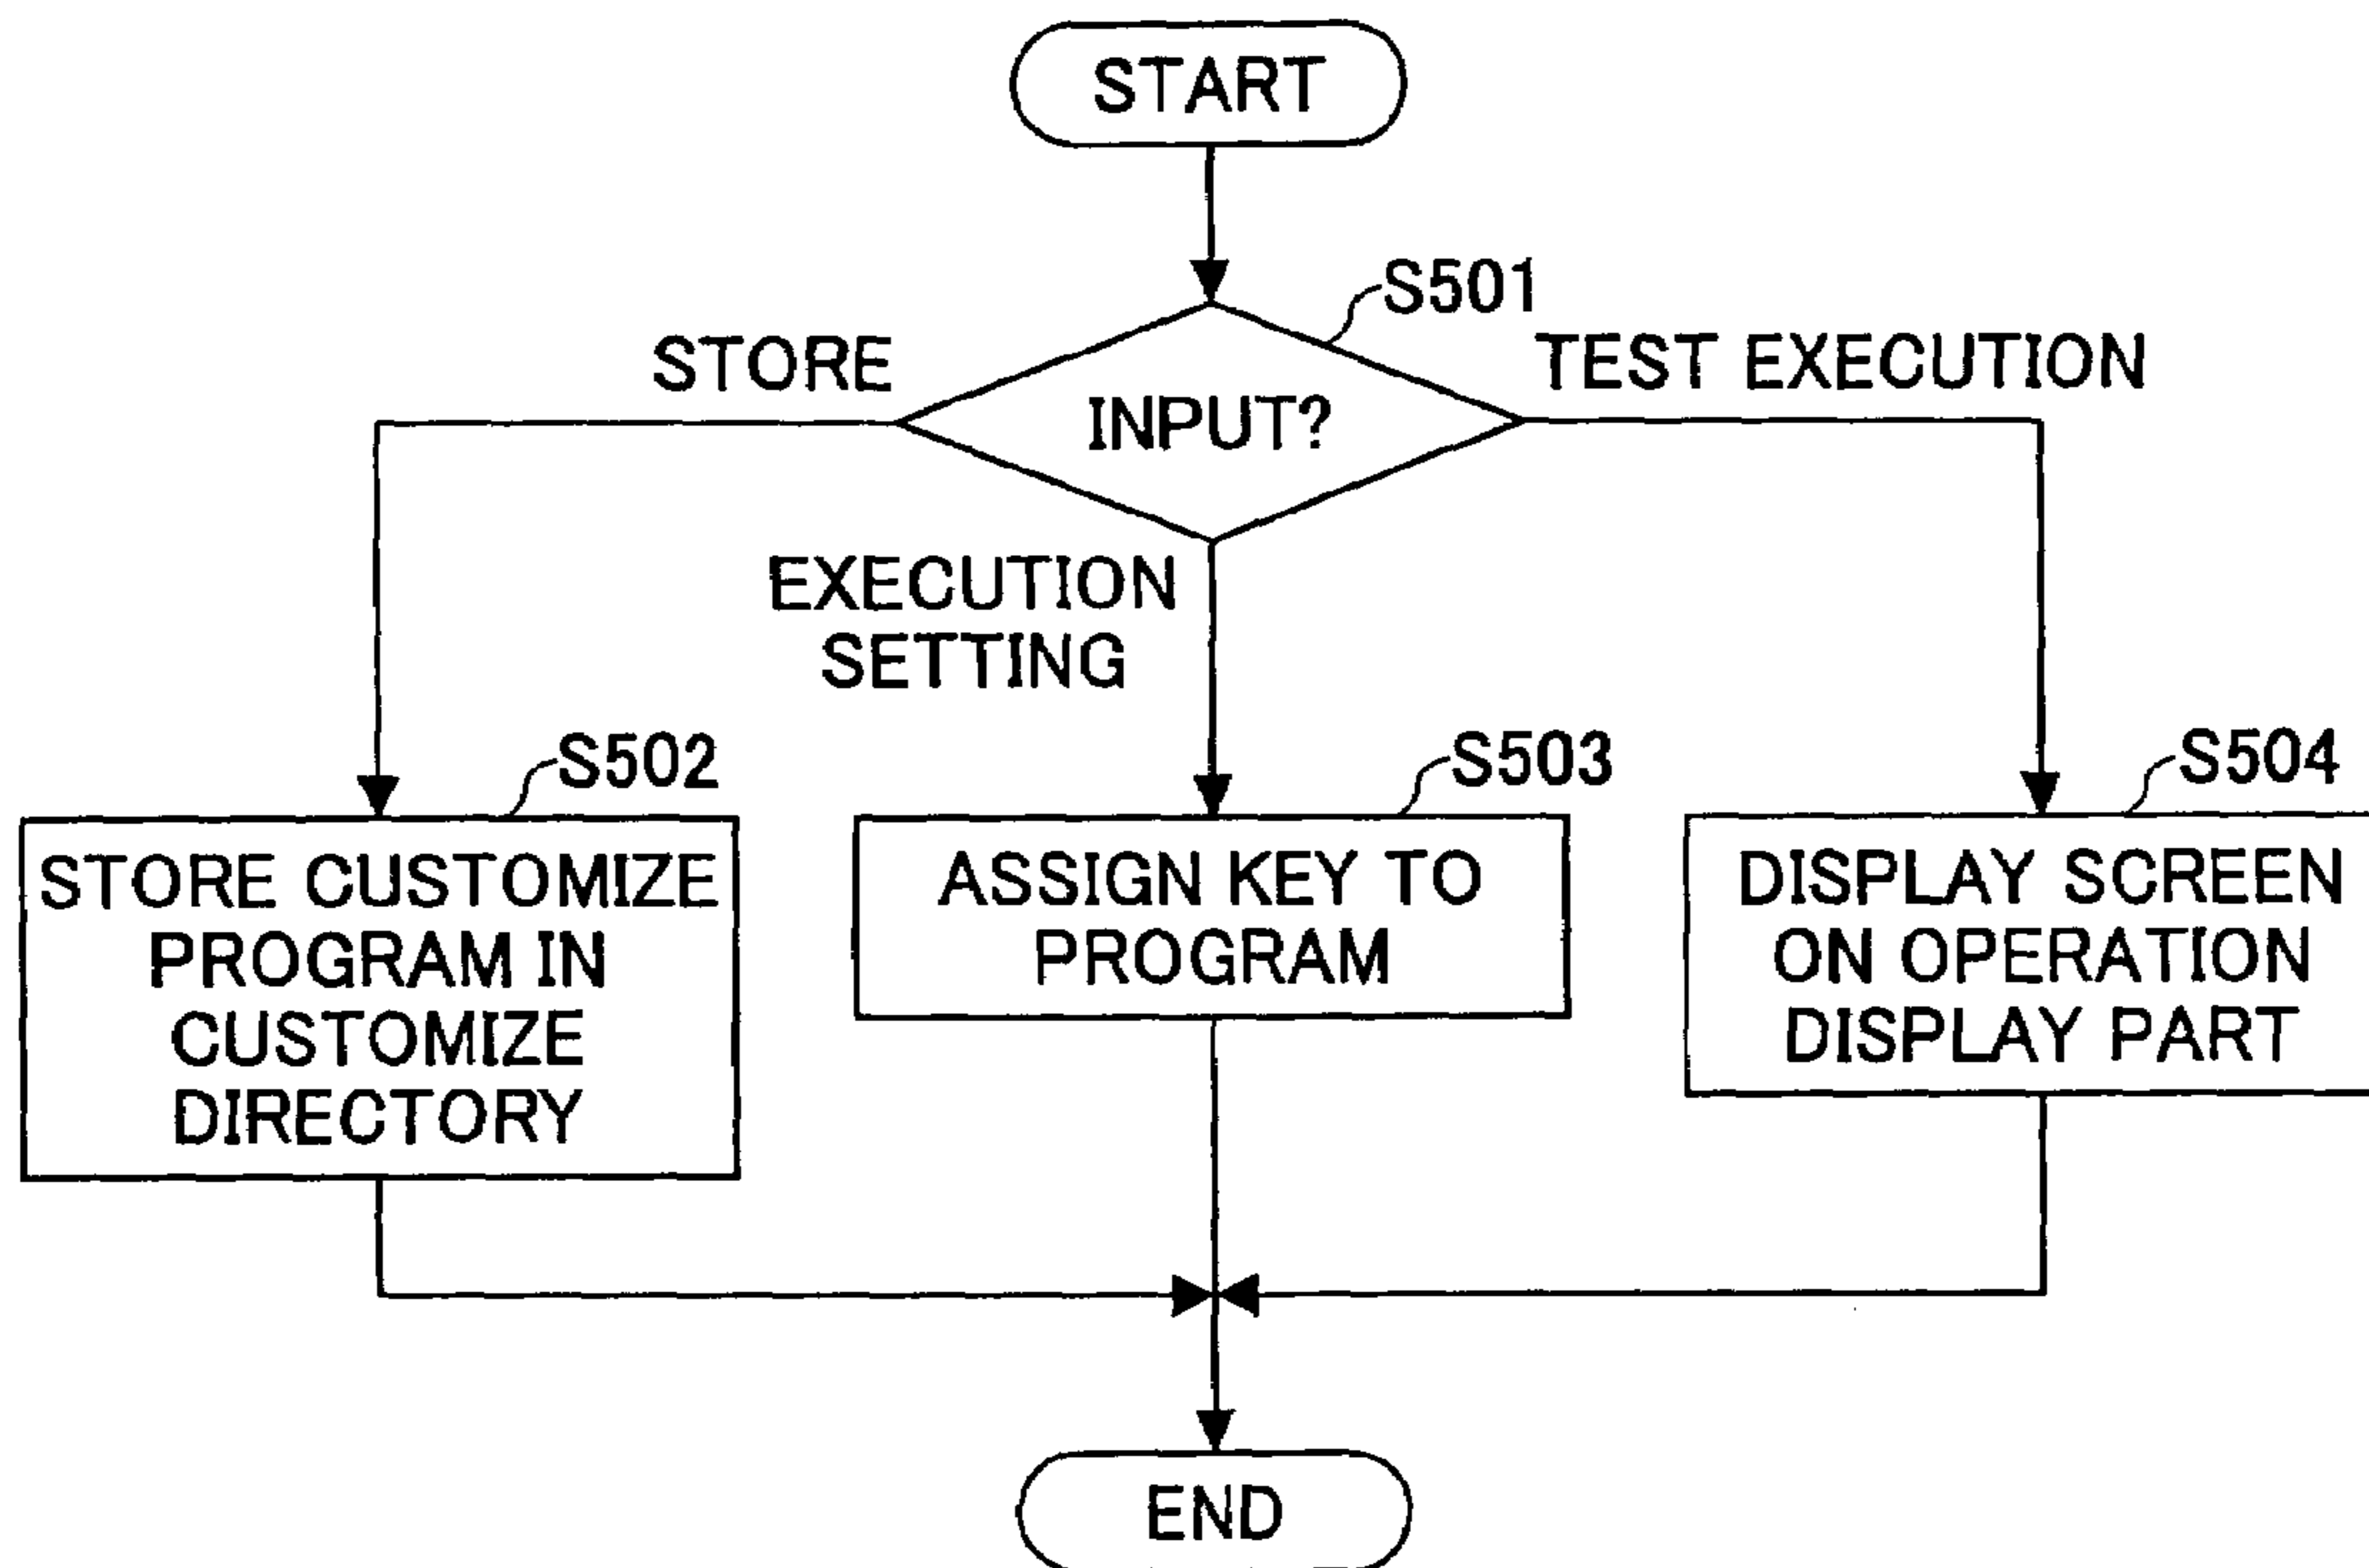 START
S501
STORE
TEST EXECUTION
INPUT?
EXECUTION
SETTING
S502
S503
S504
STORE CUSTOMIZE
PROGRAM IN
CUSTOMIZE
DIRECTORY
ASSIGN KEY TO
PROGRAM
DISPLAY SCREEN
ON OPERATION
DISPLAY PART
END